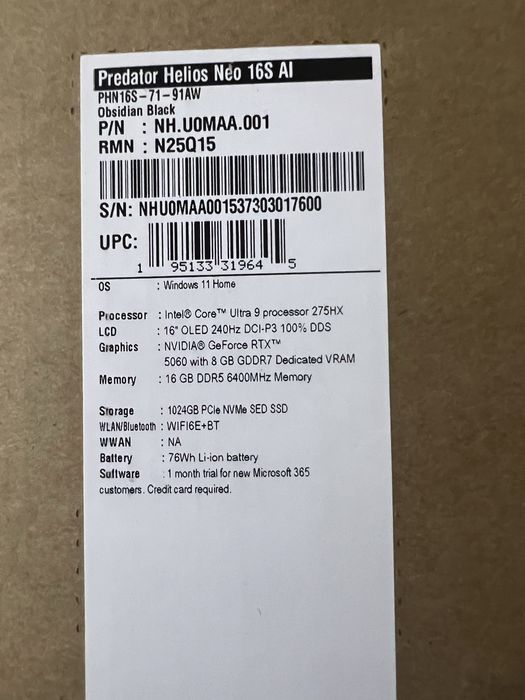 Predator Helios Neo 16S AI
PHN16S-71-91AW
Obsidian Black
P/N : NH.U0MAA.001
RMN : N25Q15
S/N: NHU0MAA001537303017600
UPC:
1 95133 31964 5
OS : Windows 11 Home
Processor : Intel® Core™ Ultra 9 processor 275HX
LCD : 16" OLED 240Hz DCI-P3 100% DDS
Graphics : NVIDIA® GeForce RTX™
5060 with 8 GB GDDR7 Dedicated VRAM
Memory : 16 GB DDR5 6400MHz Memory
Storage : 1024GB PCIe NVMe SED SSD
WLAN/Bluetooth : WIFI6E+BT
WWAN : NA
Battery : 76Wh Li-ion battery
Software : 1 month trial for new Microsoft 365
customers. Credit card required.